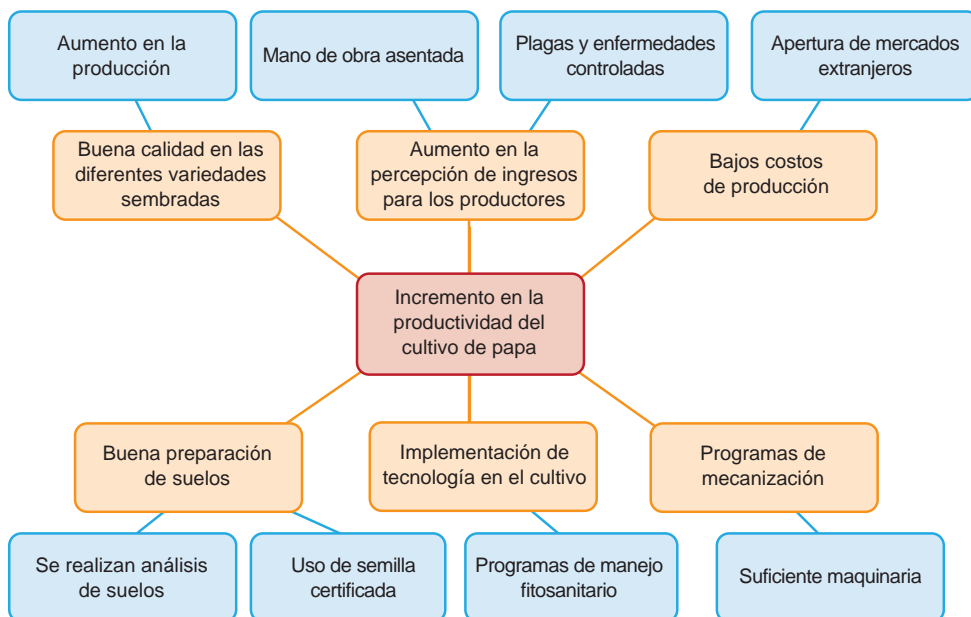 Aumento en la
producción
Mano de obra asentada
Plagas y enfermedades
controladas
Apertura de mercados
extranjeros
Buena calidad en las
diferentes variedades
sembradas
Aumento en la
percepción de ingresos
para los productores
Bajos costos
de producción
Incremento en la
productividad del
cultivo de papa
Buena preparación
de suelos
Implementación de
tecnología en el cultivo
Programas de
mecanización
Se realizan análisis
de suelos
Uso de semilla
certificada
Programas de manejo
fitosanitario
Suficiente maquinaria